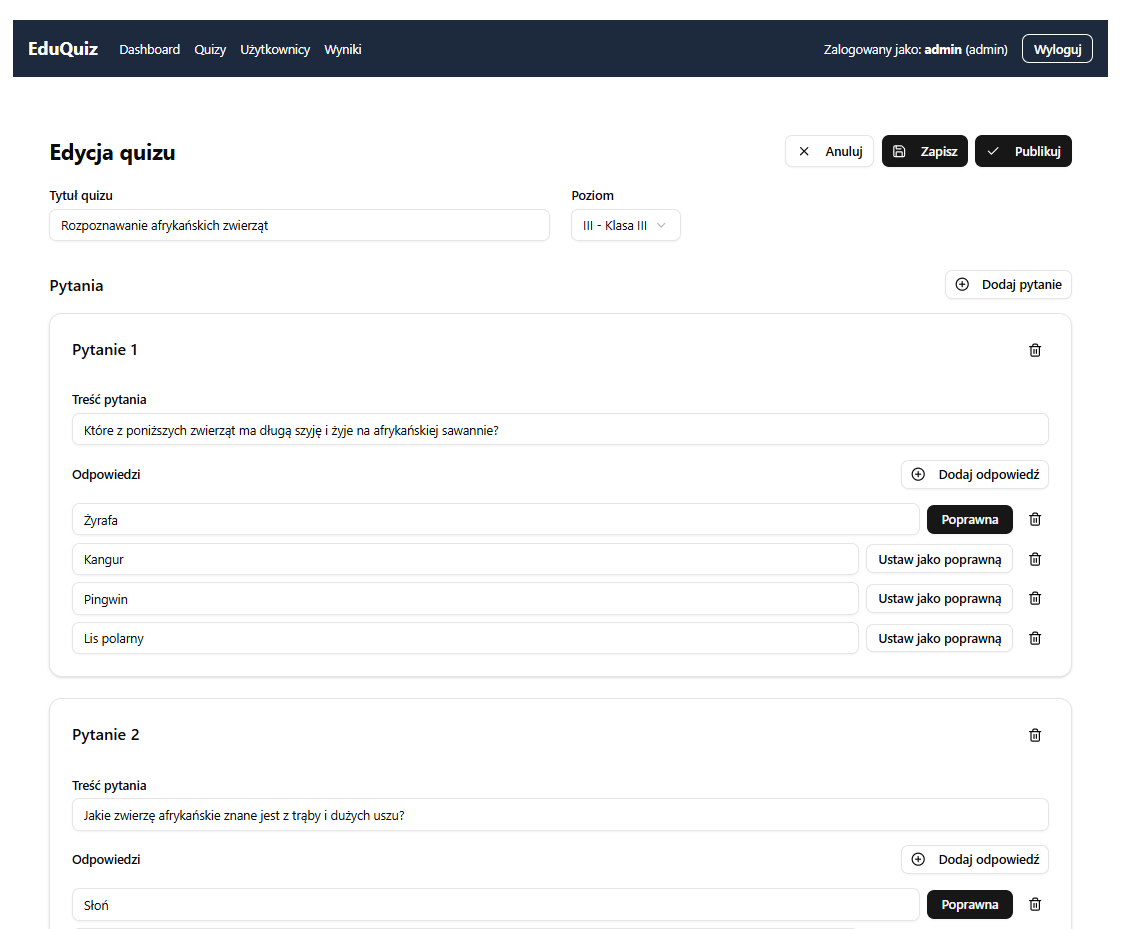 EduQuiz Dashboard Quizy Użytkownicy Wyniki Zalogowany jako: admin (admin) Wyloguj
Edycja quizu Anuluj Zapisz Publikuj
Tytuł quizu Poziom
Rozpoznawanie afrykańskich zwierząt III - Klasa III
Pytania Dodaj pytanie
Pytanie 1
Treść pytania
Które z poniższych zwierząt ma długą szyję i żyje na afrykańskiej sawannie?
Odpowiedzi Dodaj odpowiedź
Żyrafa Poprawna
Kangur Ustaw jako poprawną
Pingwin Ustaw jako poprawną
Lis polarny Ustaw jako poprawną
Pytanie 2
Treść pytania
Jakie zwierzę afrykańskie znane jest z trąby i dużych uszu?
Odpowiedzi Dodaj odpowiedź
Słoń Poprawna